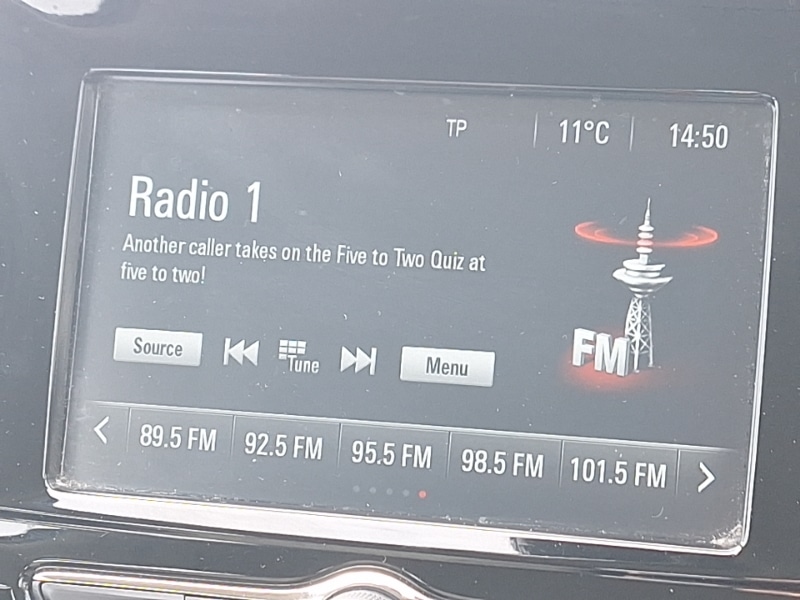 TP
11°C
14:50
Radio 1
Another caller takes on the Five to Two Quiz at
five to two!
FM
Source
Tune
Menu
89.5 FM
92.5 FM
95.5 FM
98.5 FM
101.5 FM